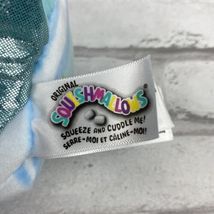 ORIGINAL
SQUISHMALLOWS
SQUEEZE AND CUDDLE ME!
SERRE-MOI ET CÂLINE-MOI!